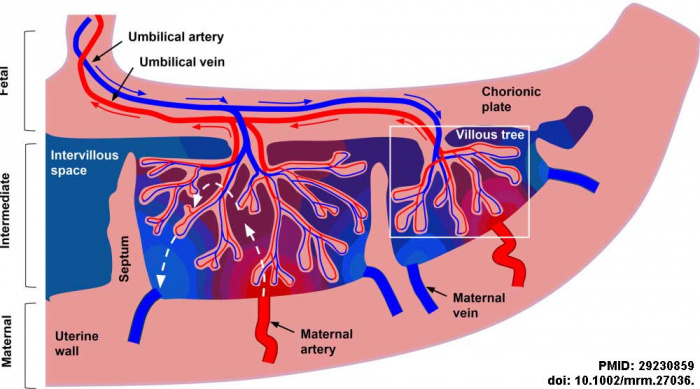 Umbilical artery
Umbilical vein
Fetal
Chorionic
plate
Villous tree
Intervillous
space
Intermediate
Septum
Maternal
vein
Maternal
artery
Uterine
wall
Maternal
PMID: 29230859
doi: 10.1002/mrm.27036.